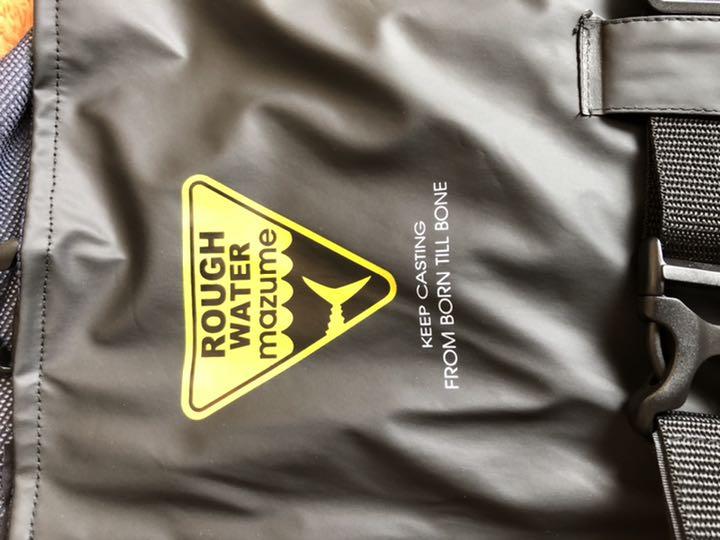 ROUGH
WATER
mazume
KEEP CASTING
FROM BORN TILL BONE